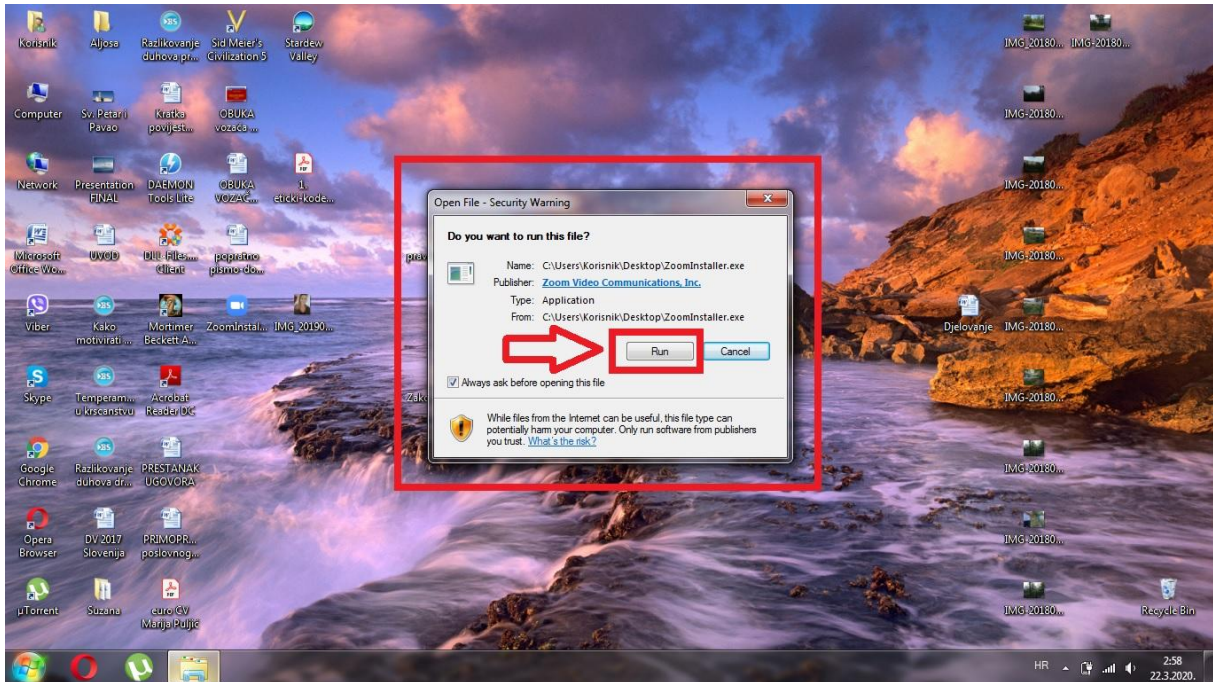 Korisnik
Aljosa
Razlikovanje
duhova pr...
Sid Meier's
Civilization 5
Stardew
Valley
IMG_20180...
IMG-20180...
Computer
Sv. Petar i
Pavao
Kratka
povijest...
OBUKA
vozača ...
IMG-20180...
Network
Presentation
FINAL
DAEMON
Tools Lite
OBUKA
VOZAČ...
1.
eticki-kode...
IMG-20180...
Microsoft
Office Wo...
UVOD
DLL-Files....
Client
popratno
pismo-do...
IMG-20180...
Viber
Kako
motivirati ...
Mortimer
Beckett A...
ZoomInstal...
IMG_20190...
Djelovanje
IMG-20180...
Skype
Temperam...
u krscanstvu
Acrobat
Reader DC
IMG-20180...
Google
Chrome
Razlikovanje
duhova dr...
PRESTANAK
UGOVORA
IMG-20180...
Opera
Browser
DV 2017
Slovenija
PRIMOPR...
poslovnog...
IMG-20180...
µTorrent
Suzana
euro CV
Marija Puljić
IMG-20180...
Recycle Bin
Open File - Security Warning
Do you want to run this file?
Name: C:\Users\Korisnik\Desktop\ZoomInstaller.exe
Publisher: Zoom Video Communications, Inc.
Type: Application
From: C:\Users\Korisnik\Desktop\ZoomInstaller.exe
Run
Cancel
Always ask before opening this file
While files from the Internet can be useful, this file type can
potentially harm your computer. Only run software from publishers
you trust. What's the risk?
HR
2:58
22.3.2020.